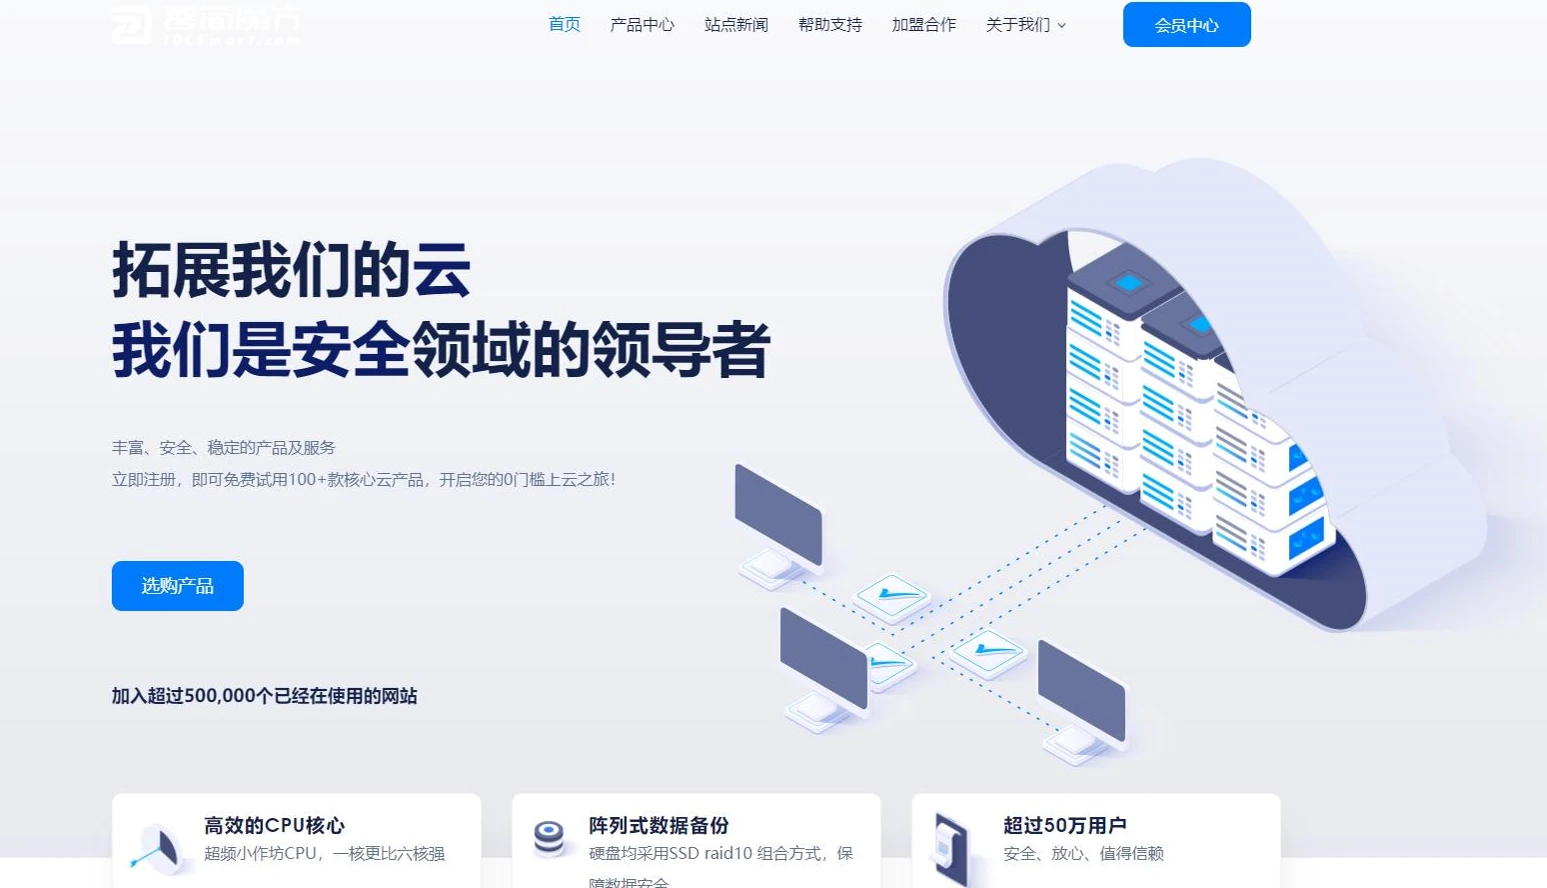 智简魔方
IDCSmart.com
首页 产品中心 站点新闻 帮助支持 加盟合作 关于我们 会员中心
拓展我们的云
我们是安全领域的领导者
丰富、安全、稳定的产品及服务
立即注册，即可免费试用100+款核心云产品，开启您的0门槛上云之旅！
选购产品
加入超过500,000个已经在使用的网站
高效的CPU核心
超频小作坊CPU，一核更比六核强
阵列式数据备份
硬盘均采用SSD raid10 组合方式，保
障数据安全
超过50万用户
安全、放心、值得信赖